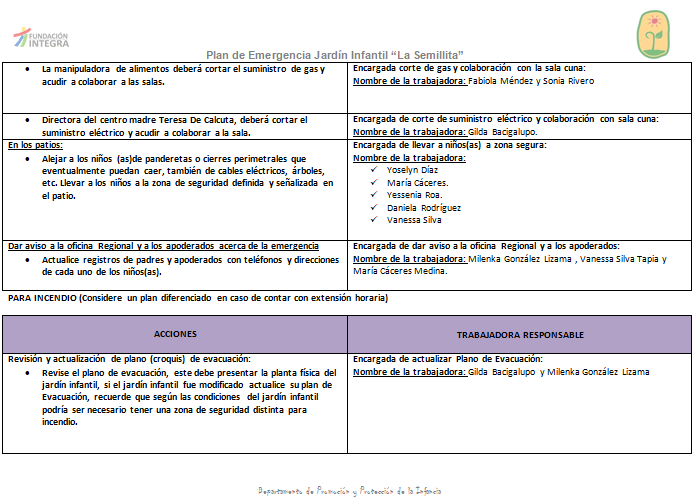 FUNDACIÓN
INTEGRA
Plan de Emergencia Jardín Infantil "La Semillita"
• La manipuladora de alimentos deberá cortar el suministro de gas y
acudir a colaborar a las salas.
Encargada corte de gas y colaboración con la sala cuna:
Nombre de la trabajadora: Fabiola Méndez y Sonia Rivero
• Directora del centro madre Teresa De Calcuta, deberá cortar el
suministro eléctrico y acudir a colaborar a la sala.
Encargada de corte de suministro eléctrico y colaboración con sala cuna:
Nombre de la trabajadora: Gilda Bacigalupo.
En los patios:
• Alejar a los niños (as)de panderetas o cierres perimetrales que
eventualmente puedan caer, también de cables eléctricos, árboles,
etc. Llevar a los niños a la zona de seguridad definida y señalizada en
el patio.
Encargada de llevar a niños(as) a zona segura:
Nombre de la trabajadora:
✓ Yoselyn Díaz
✓ María Cáceres.
✓ Yessenia Roa.
✓ Daniela Rodríguez
✓ Vanessa Silva
Dar aviso a la oficina Regional y a los apoderados acerca de la emergencia
• Actualice registros de padres y apoderados con teléfonos y direcciones
de cada uno de los niños(as).
Encargada de dar aviso a la oficina Regional y a los apoderados:
Nombre de la trabajadora: Milenka González Lizama , Vanessa Silva Tapia y
María Cáceres Medina.
PARA INCENDIO (Considere un plan diferenciado en caso de contar con extensión horaria)
ACCIONES
TRABAJADORA RESPONSABLE
Revisión y actualización de plano (croquis) de evacuación:
• Revise el plano de evacuación, este debe presentar la planta física del
jardín infantil, si el jardín infantil fue modificado actualice su plan de
Evacuación, recuerde que según las condiciones del jardín infantil
podría ser necesario tener una zona de seguridad distinta para
incendio.
Encargada de actualizar Plano de Evacuación:
Nombre de la trabajadora: Gilda Bacigalupo y Milenka González Lizama
Departamento de Promoción y Protección de la Infancia